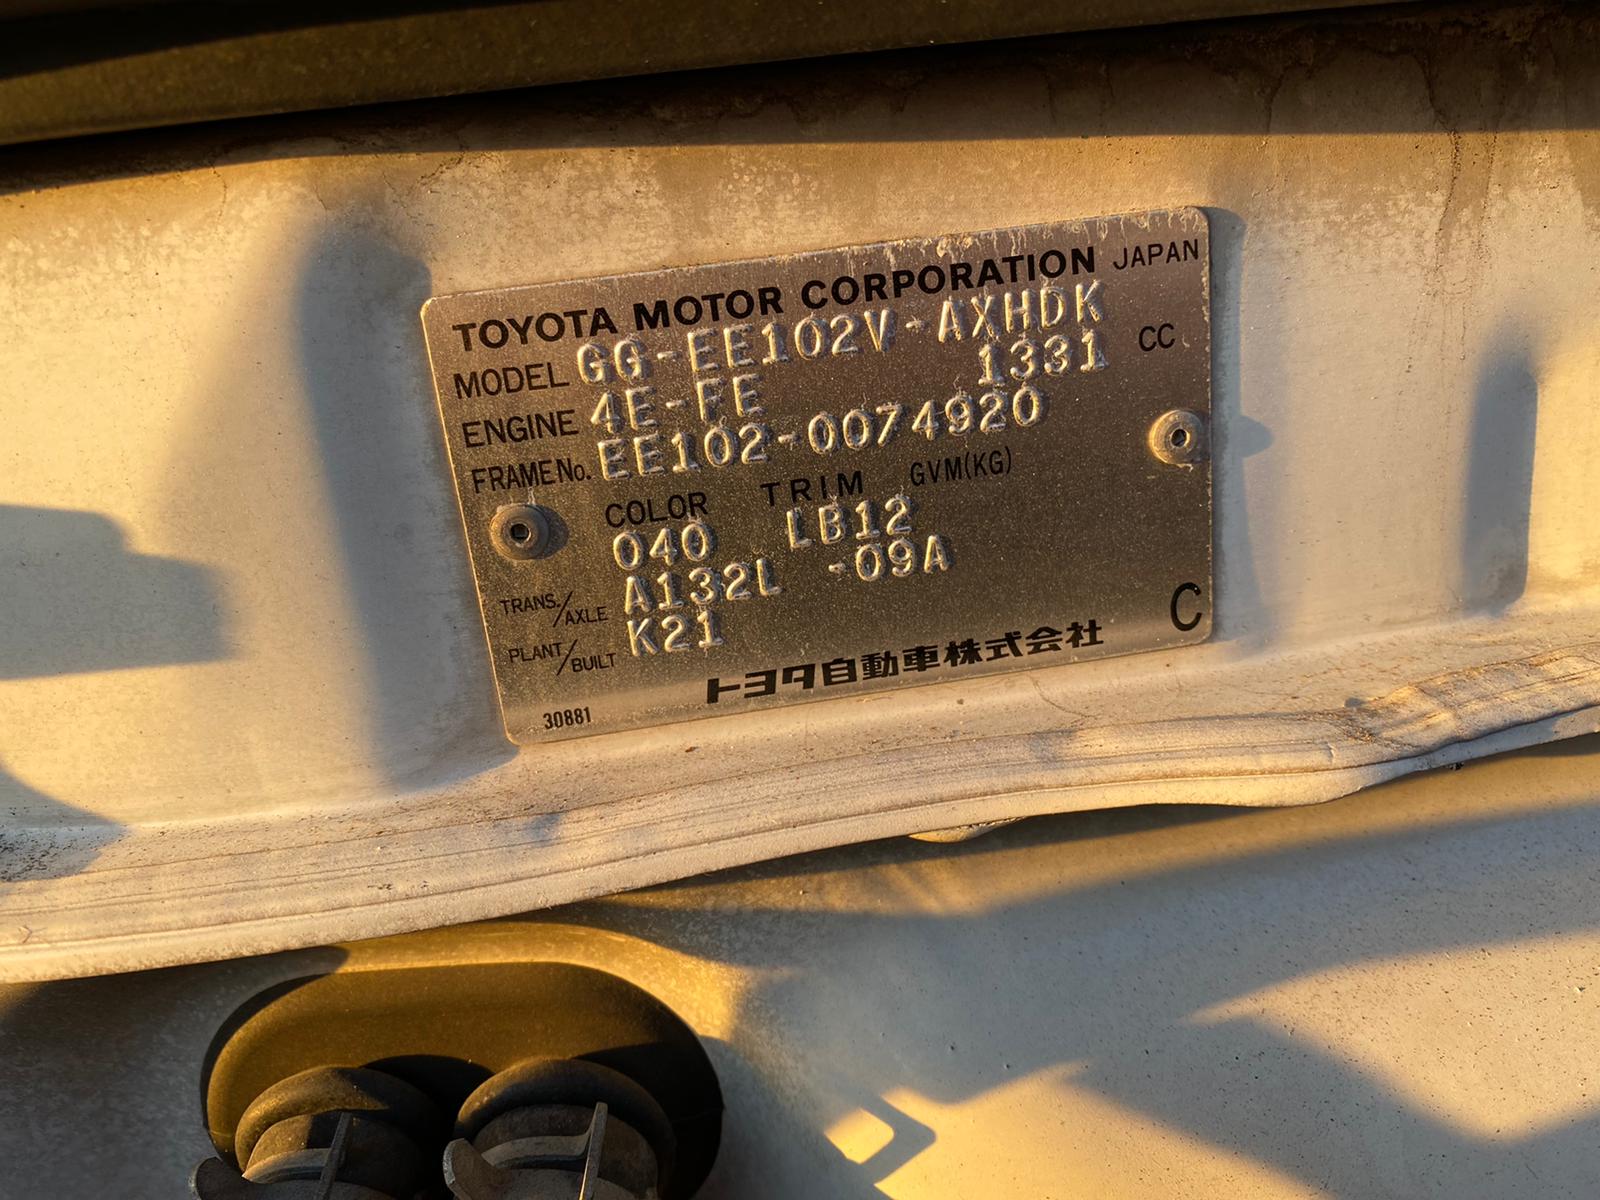 TOYOTA MOTOR CORPORATION JAPAN
MODEL GG-EE102V-AXHDK
ENGINE 4E-FE 1331 CC
FRAME No. EE102-0074920
COLOR TRIM GVM(KG)
040 LB12
TRANS./AXLE A132L -09A
PLANT/BUILT K21
トヨタ自動車株式会社 C
30881